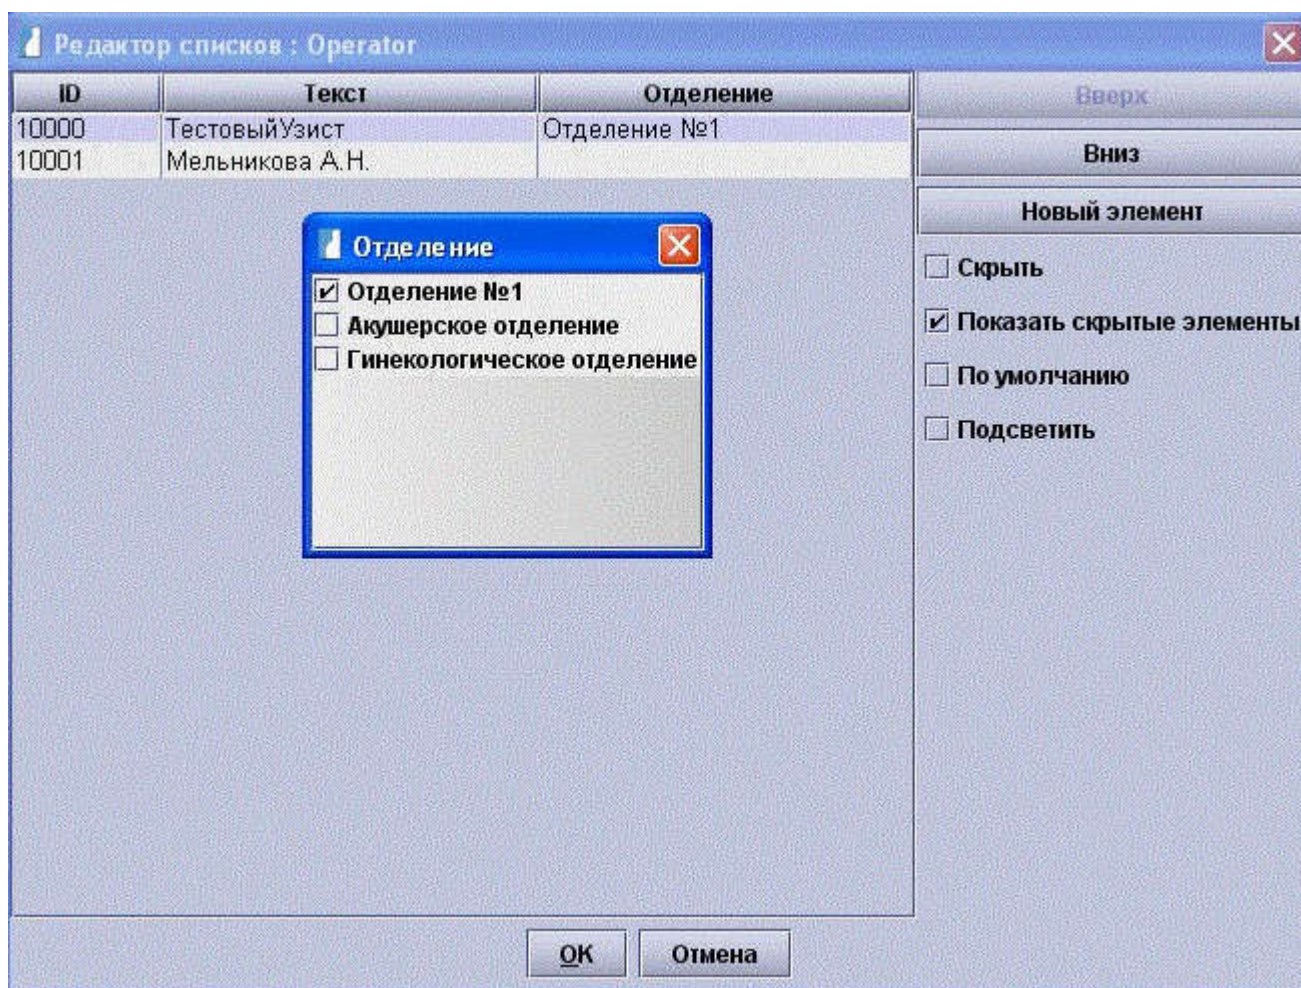 Редактор списков : Operator
ID Текст Отделение
10000 ТестовыйУзист Отделение №1
10001 Мельникова А.Н.
Отделение
Отделение №1
Акушерское отделение
Гинекологическое отделение
Вверх
Вниз
Новый элемент
Скрыть
Показать скрытые элементы
По умолчанию
Подсветить
OK Отмена